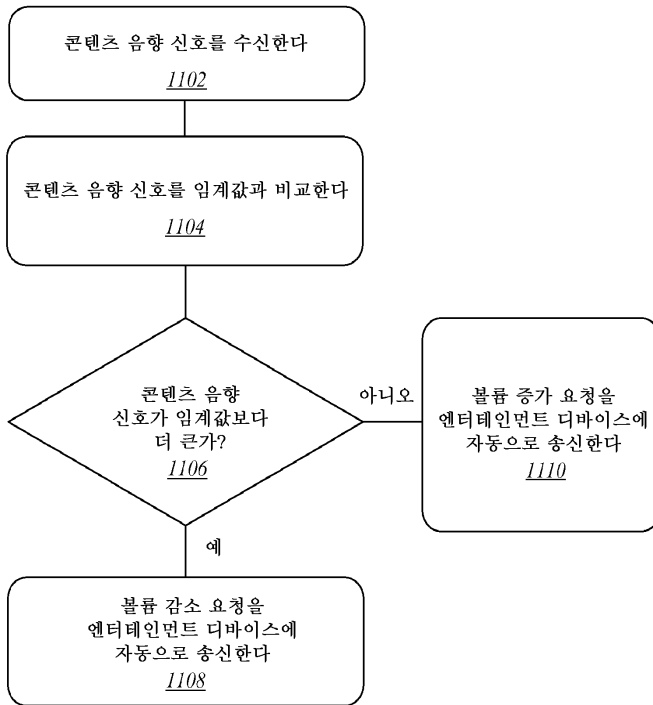 콘텐츠 음향 신호를 수신한다
1102
콘텐츠 음향 신호를 임계값과 비교한다
1104
콘텐츠 음향
신호가 임계값보다
더 큰가?
1106
아니오
볼륨 증가 요청을
엔터테인먼트 디바이스에
자동으로 송신한다
1110
예
볼륨 감소 요청을
엔터테인먼트 디바이스에
자동으로 송신한다
1108